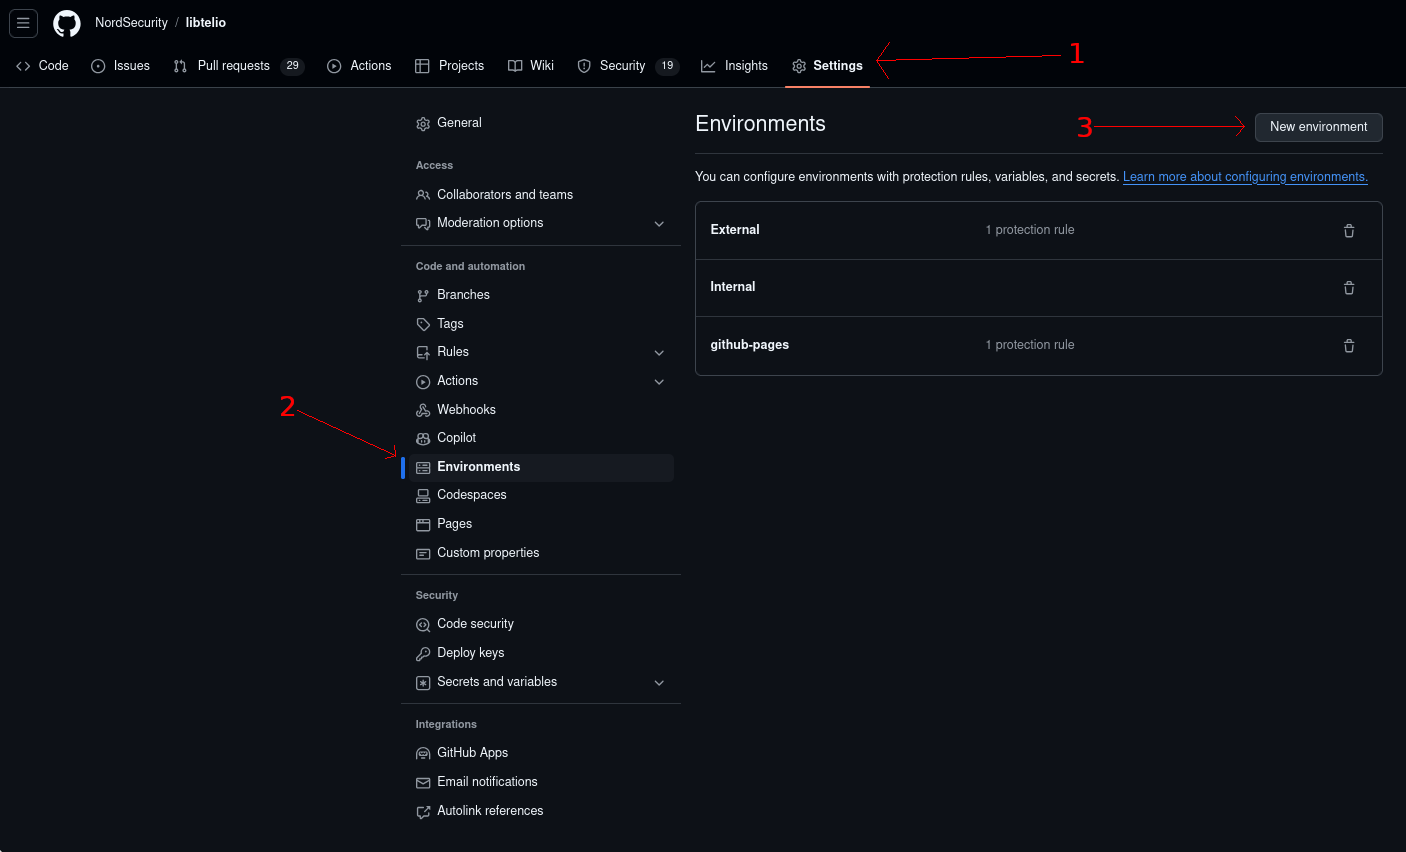 NordSecurity / libtelio
Code Issues Pull requests 29 Actions Projects Wiki Security 19 Insights Settings
1
General
Access
Collaborators and teams
Moderation options
Code and automation
Branches
Tags
Rules
Actions
Webhooks
2
Copilot
Environments
Codespaces
Pages
Custom properties
Security
Code security
Deploy keys
Secrets and variables
Integrations
GitHub Apps
Email notifications
Autolink references
Environments
3
New environment
You can configure environments with protection rules, variables, and secrets. Learn more about configuring environments.
External 1 protection rule
Internal
github-pages 1 protection rule